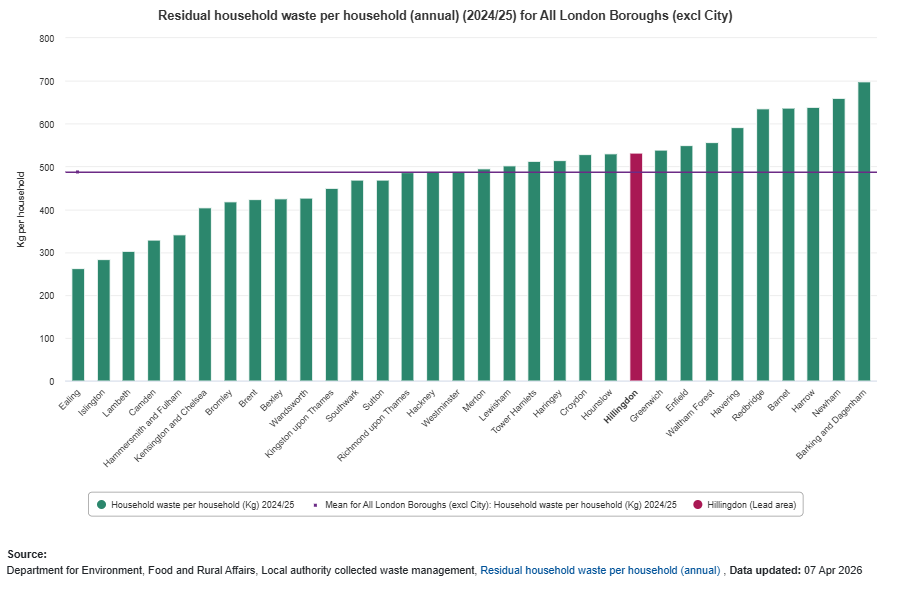 Residual household waste per household (annual) (2024/25) for All London Boroughs (excl City)
800
700
600
500
400
300
200
100
0
Kg per household
Ealing
Islington
Lambeth
Camden
Hammersmith and Fulham
Kensington and Chelsea
Bromley
Brent
Bexley
Wandsworth
Kingston upon Thames
Southwark
Sutton
Richmond upon Thames
Hackney
Westminster
Merton
Lewisham
Tower Hamlets
Haringey
Croydon
Hounslow
Hillingdon
Greenwich
Enfield
Waltham Forest
Havering
Redbridge
Barnet
Harrow
Newham
Barking and Dagenham
Household waste per household (Kg) 2024/25
Mean for All London Boroughs (excl City): Household waste per household (Kg) 2024/25
Hillingdon (Lead area)
Source:
Department for Environment, Food and Rural Affairs, Local authority collected waste management, Residual household waste per household (annual) , Data updated: 07 Apr 2026